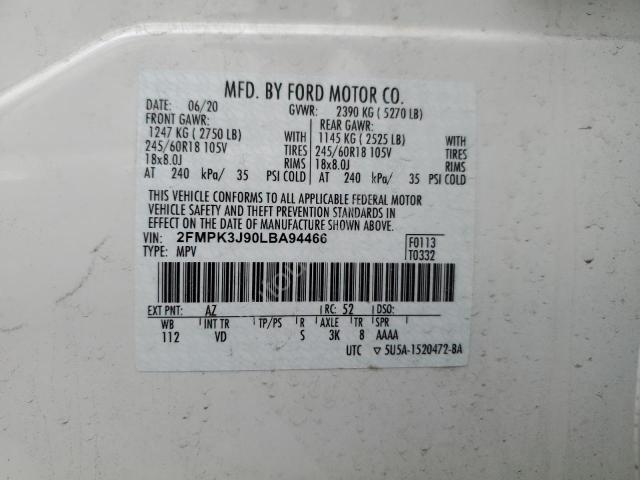 MFD. BY FORD MOTOR CO.
DATE: 06/20 GVWR: 2390 KG ( 5270 LB)
FRONT GAWR: REAR GAWR:
1247 KG ( 2750 LB) WITH 1145 KG ( 2525 LB) WITH
245/60R18 105V TIRES 245/60R18 105V TIRES
18x8.0J RIMS 18x8.0J RIMS
AT 240 kPa/ 35 PSI COLD AT 240 kPa/ 35 PSI COLD
THIS VEHICLE CONFORMS TO ALL APPLICABLE FEDERAL MOTOR
VEHICLE SAFETY AND THEFT PREVENTION STANDARDS IN
EFFECT ON THE DATE OF MANUFACTURE SHOWN ABOVE.
VIN: 2FMPK3J90LBA94466 F0113
TYPE: MPV T0332
EXT PNT: AZ RC: 52 DSO:
WB INT TR TP/PS R AXLE TR SPR
112 VD S 3K 8 AAAA
UTC ▽ 5U5A-1520472-BA